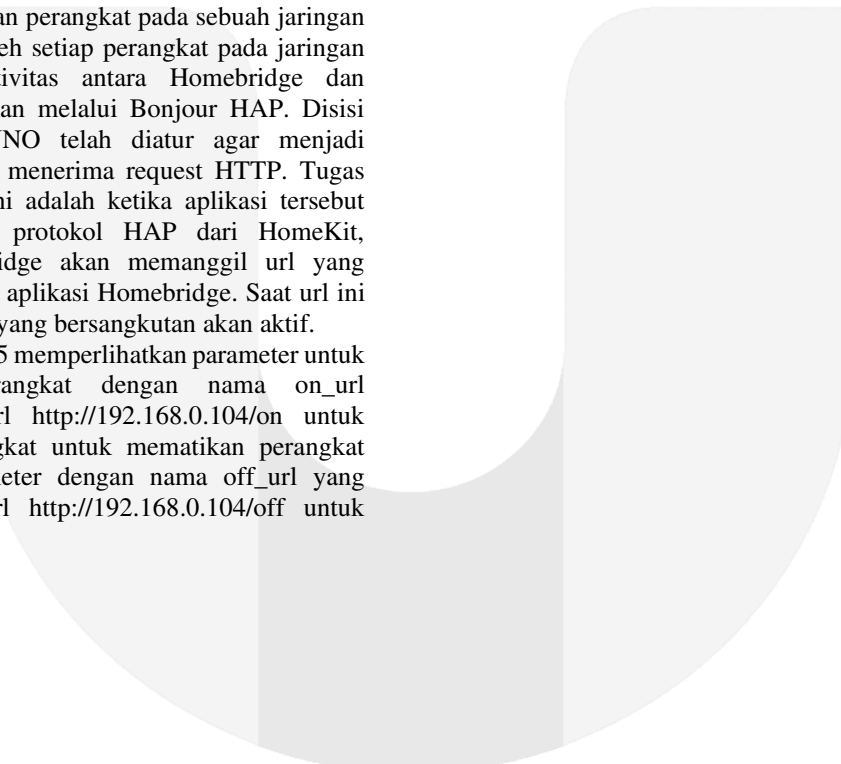 an perangkat pada sebuah jaringan
eh setiap perangkat pada jaringan
tivitas antara Homebridge dan
an melalui Bonjour HAP. Disisi
NO telah diatur agar menjadi
menerima request HTTP. Tugas
ni adalah ketika aplikasi tersebut
protokol HAP dari HomeKit,
idge akan memanggil url yang
aplikasi Homebridge. Saat url ini
yang bersangkutan akan aktif.
5 memperlihatkan parameter untuk
rangkat dengan nama on_url
rl http://192.168.0.104/on untuk
gkat untuk mematikan perangkat
neter dengan nama off_url yang
rl http://192.168.0.104/off untuk